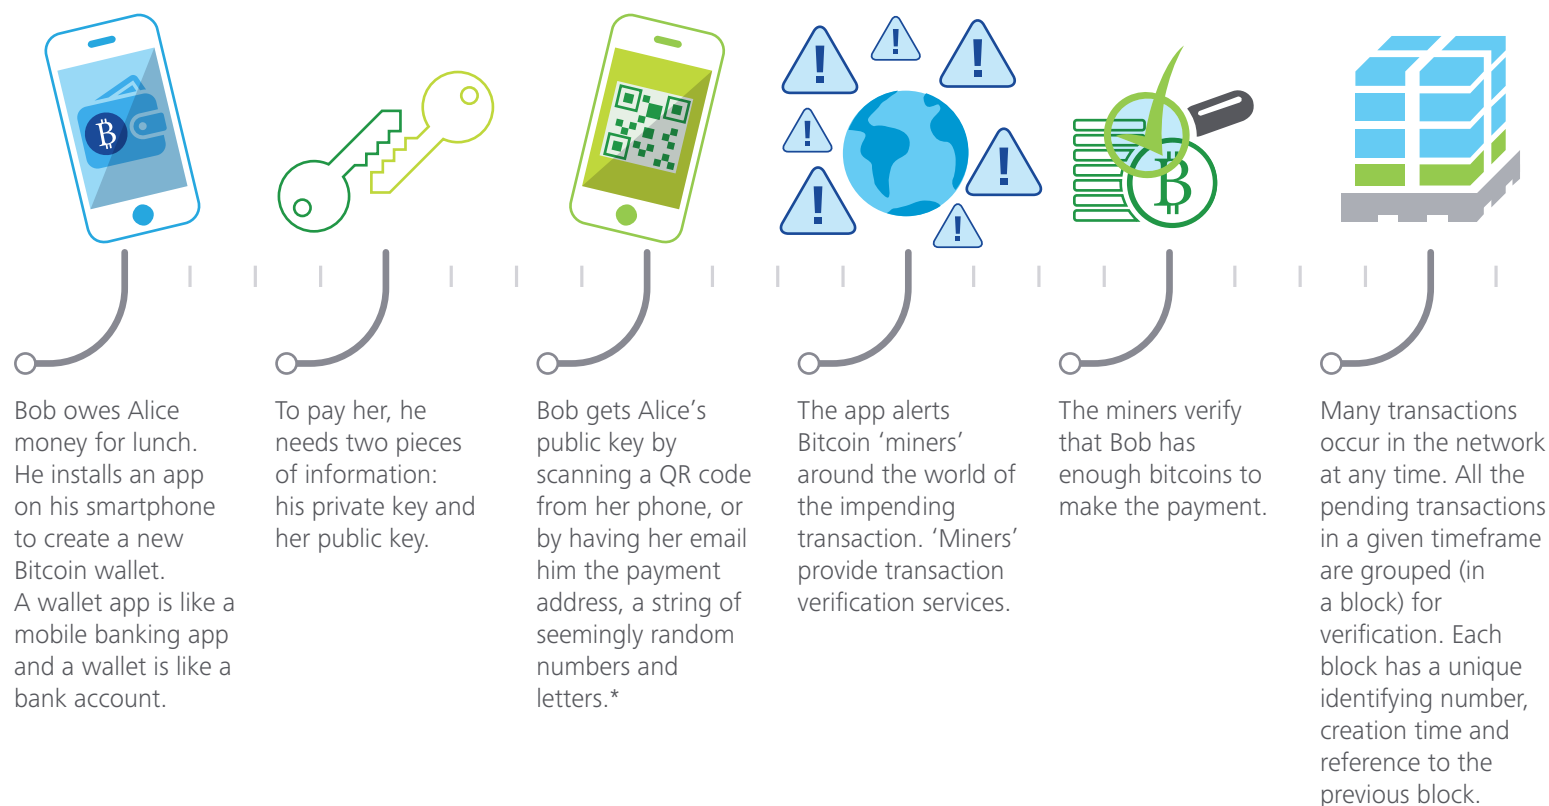 Bob owes Alice
money for lunch.
He installs an app
on his smartphone
to create a new
Bitcoin wallet.
A wallet app is like a
mobile banking app
and a wallet is like a
bank account.
To pay her, he
needs two pieces
of information:
his private key and
her public key.
Bob gets Alice’s
public key by
scanning a QR code
from her phone, or
by having her email
him the payment
address, a string of
seemingly random
numbers and
letters.*
The app alerts
Bitcoin ‘miners’
around the world of
the impending
transaction. ‘Miners’
provide transaction
verification services.
The miners verify
that Bob has
enough bitcoins to
make the payment.
Many transactions
occur in the network
at any time. All the
pending transactions
in a given timeframe
are grouped (in
a block) for
verification. Each
block has a unique
identifying number,
creation time and
reference to the
previous block.